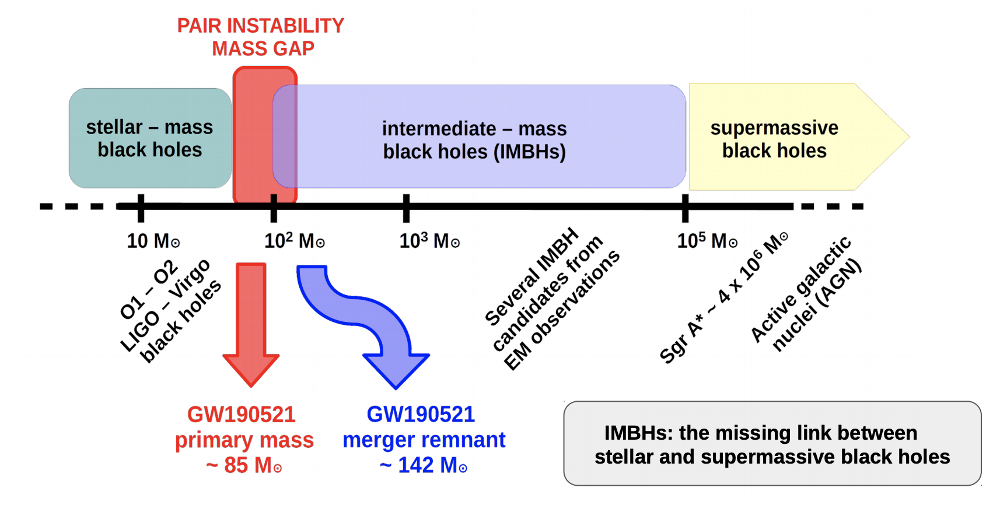 PAIR INSTABILITY
MASS GAP
stellar – mass
black holes
intermediate – mass
black holes (IMBHs)
supermassive
black holes
10 M☉
10² M☉
10³ M☉
10⁵ M☉
O1 – O2
LIGO – Virgo
black holes
Several IMBH
candidates from
EM observations
Sgr A* ~ 4 x 10⁶ M☉
Active galactic
nuclei (AGN)
GW190521
primary mass
~ 85 M☉
GW190521
merger remnant
~ 142 M☉
IMBHs: the missing link between
stellar and supermassive black holes